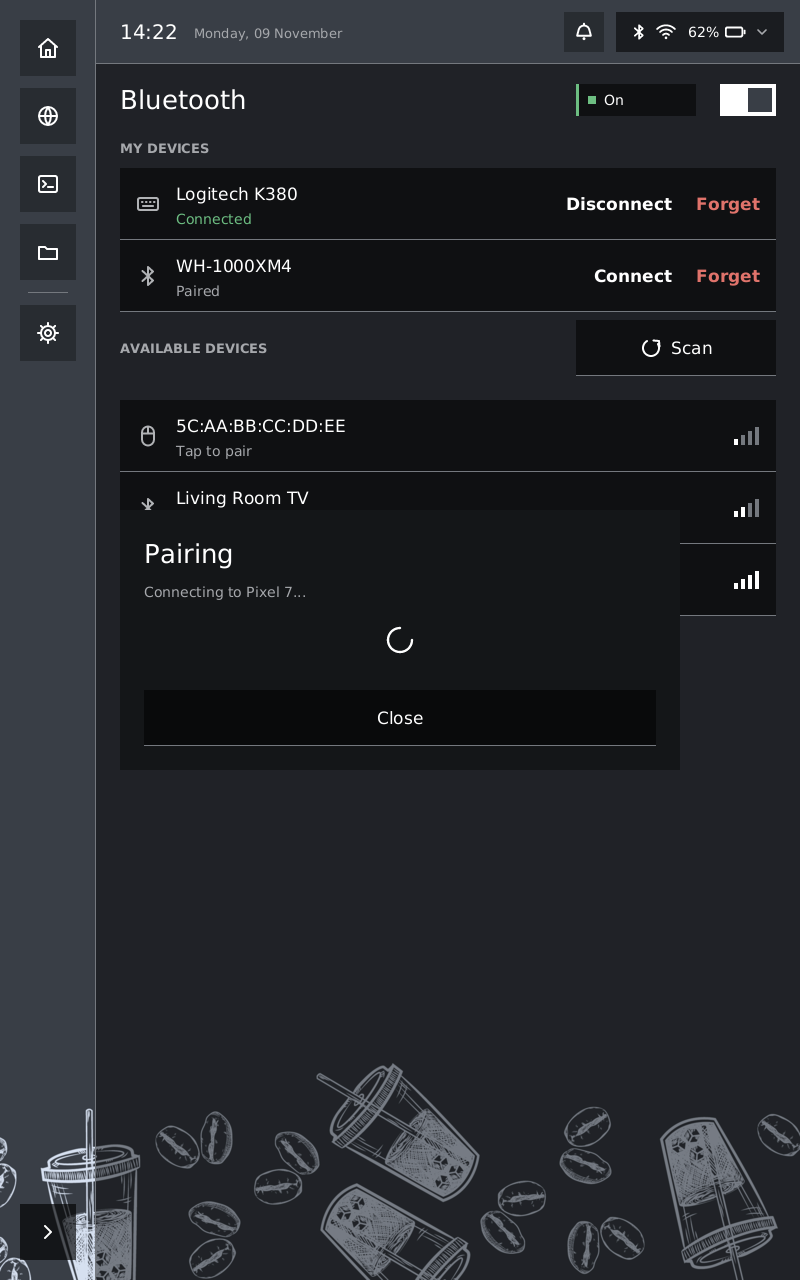 14:22 Monday, 09 November 62%
Bluetooth On
MY DEVICES
Logitech K380
Connected
Disconnect Forget
WH-1000XM4
Paired
Connect Forget
AVAILABLE DEVICES Scan
5C:AA:BB:CC:DD:EE
Tap to pair
Living Room TV
Pairing
Connecting to Pixel 7...
Close